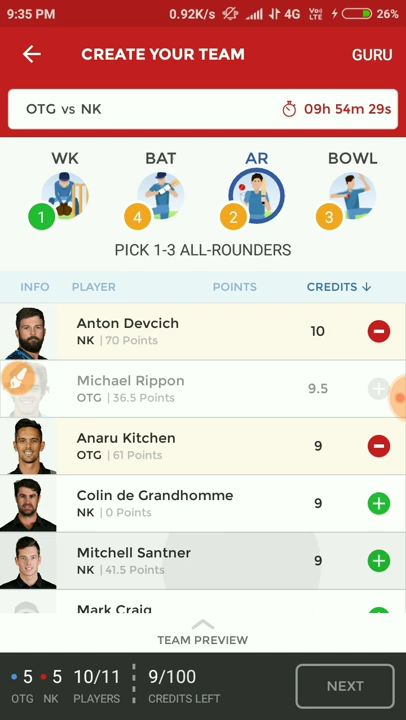 9:35 PM 0.92K/s 4G Vo) LTE 26%
CREATE YOUR TEAM GURU
OTG vs NK 09h 54m 29s
WK BAT AR BOWL
1 4 2 3
PICK 1-3 ALL-ROUNDERS
INFO PLAYER POINTS CREDITS ↓
Anton Devcich 10
NK | 70 Points
Michael Rippon 9.5
OTG | 36.5 Points
Anaru Kitchen 9
OTG | 61 Points
Colin de Grandhomme 9
NK | 0 Points
Mitchell Santner 9
NK | 41.5 Points
Mark Craig
TEAM PREVIEW
5 5 10/11 9/100 NEXT
OTG NK PLAYERS CREDITS LEFT